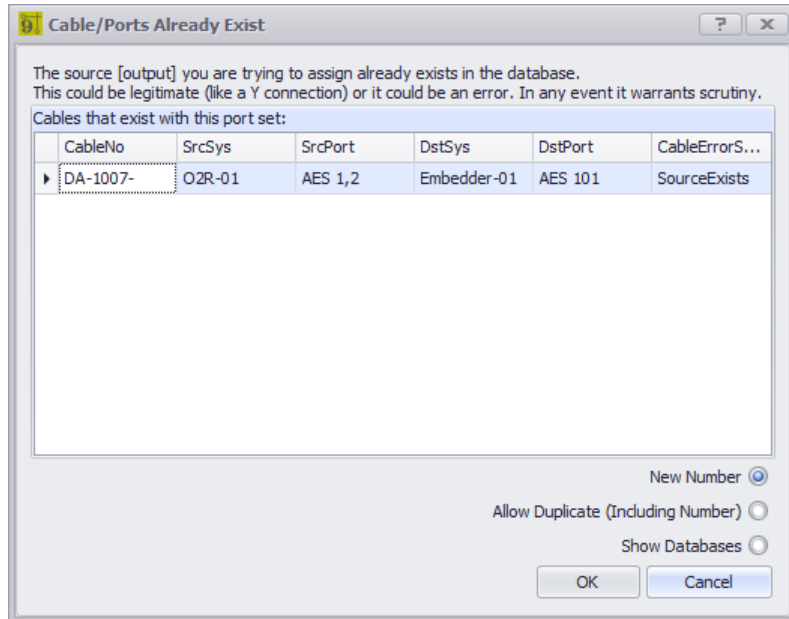 9 Cable/Ports Already Exist ? x
The source [output] you are trying to assign already exists in the database.
This could be legitimate (like a Y connection) or it could be an error. In any event it warrants scrutiny.
Cables that exist with this port set:
CableNo SrcSys SrcPort DstSys DstPort CableErrorS...
DA-1007- O2R-01 AES 1,2 Embedder-01 AES 101 SourceExists
New Number
Allow Duplicate (Including Number)
Show Databases
OK Cancel